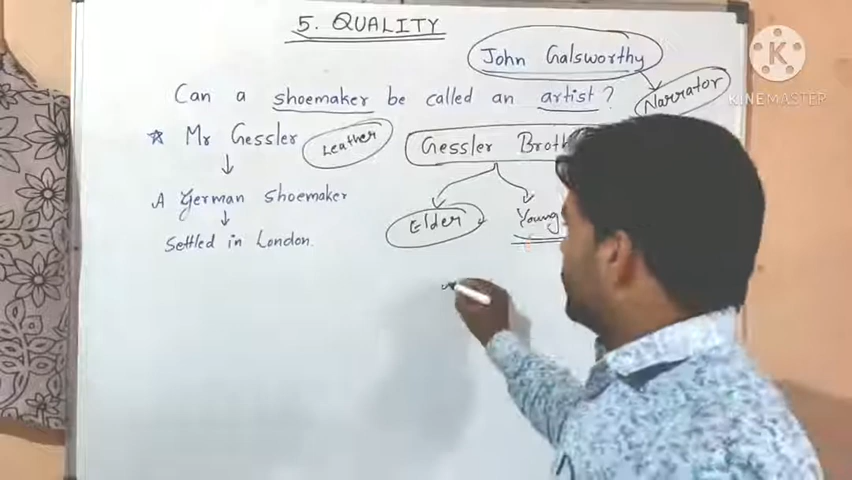 5. QUALITY
John Galsworthy
Narrator
Can a shoemaker be called an artist?
Mr Gessler
Leather
Gessler
A German shoemaker
Elder
Settled in London.
K
KINEMASTER